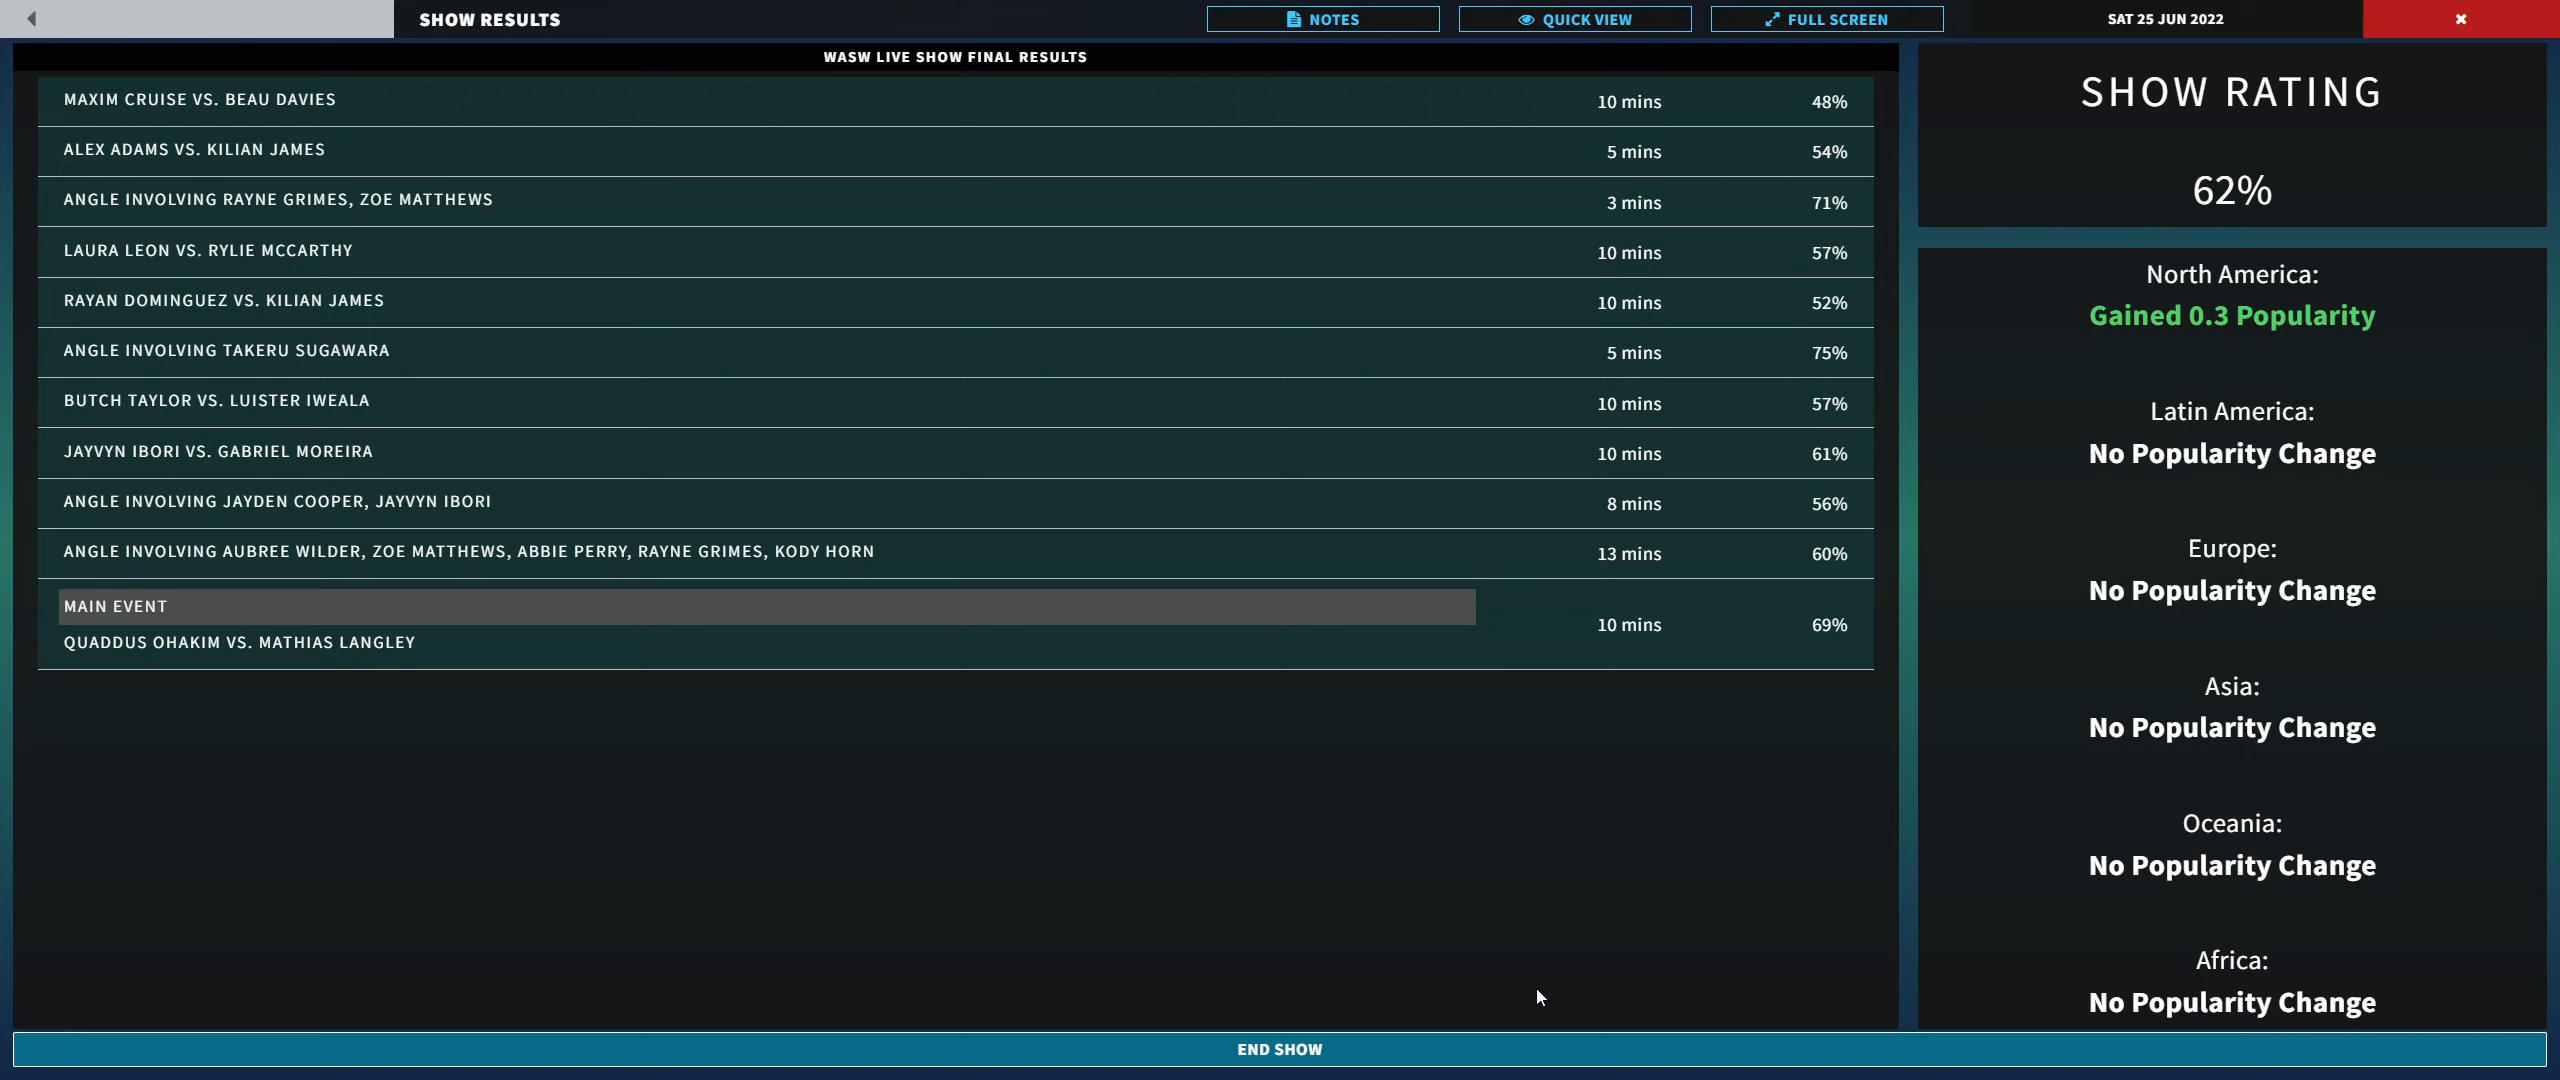 SHOW RESULTS
NOTES
QUICK VIEW
FULL SCREEN
SAT 25 JUN 2022
WASW LIVE SHOW FINAL RESULTS
MAXIM CRUISE VS. BEAU DAVIES 10 mins 48%
ALEX ADAMS VS. KILIAN JAMES 5 mins 54%
ANGLE INVOLVING RAYNE GRIMES, ZOE MATTHEWS 3 mins 71%
LAURA LEON VS. RYLIE MCCARTHY 10 mins 57%
RAYAN DOMINGUEZ VS. KILIAN JAMES 10 mins 52%
ANGLE INVOLVING TAKERU SUGAWARA 5 mins 75%
BUTCH TAYLOR VS. LUISTER IWEALA 10 mins 57%
JAYVYN IBORI VS. GABRIEL MOREIRA 10 mins 61%
ANGLE INVOLVING JAYDEN COOPER, JAYVYN IBORI 8 mins 56%
ANGLE INVOLVING AUBREE WILDER, ZOE MATTHEWS, ABBIE PERRY, RAYNE GRIMES, KODY HORN 13 mins 60%
MAIN EVENT
QUADDUS OHAKIM VS. MATHIAS LANGLEY 10 mins 69%
SHOW RATING
62%
North America:
Gained 0.3 Popularity
Latin America:
No Popularity Change
Europe:
No Popularity Change
Asia:
No Popularity Change
Oceania:
No Popularity Change
Africa:
No Popularity Change
END SHOW